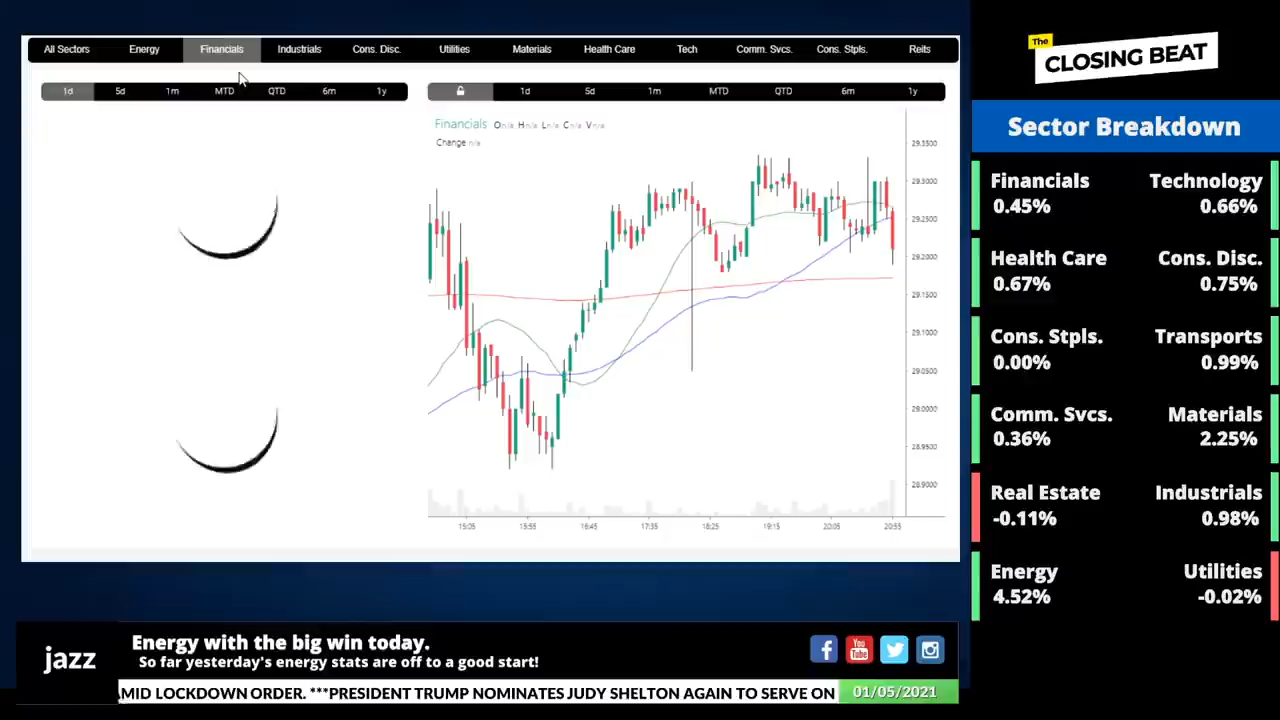 All Sectors Energy Financials Industrials Cons. Disc. Utilities Materials Health Care Tech Comm. Svcs. Cons. Stpls. Reits
1d 5d 1m MTD QTD 6m 1y
1d 5d 1m MTD QTD 6m 1y
Financials O n/a H n/a L n/a C n/a V n/a
Change n/a
29.3500
29.3000
29.2500
29.2000
29.1500
29.1000
29.0500
29.0000
28.9500
28.9000
15:05 15:55 16:45 17:35 18:25 19:15 20:05 20:55
The
CLOSING BEAT
Sector Breakdown
Financials Technology
0.45% 0.66%
Health Care Cons. Disc.
0.67% 0.75%
Cons. Stpls. Transports
0.00% 0.99%
Comm. Svcs. Materials
0.36% 2.25%
Real Estate Industrials
-0.11% 0.98%
Energy Utilities
4.52% -0.02%
jazz
Energy with the big win today.
So far yesterday's energy stats are off to a good start!
You
Tube
AMID LOCKDOWN ORDER. ***PRESIDENT TRUMP NOMINATES JUDY SHELTON AGAIN TO SERVE ON
01/05/2021